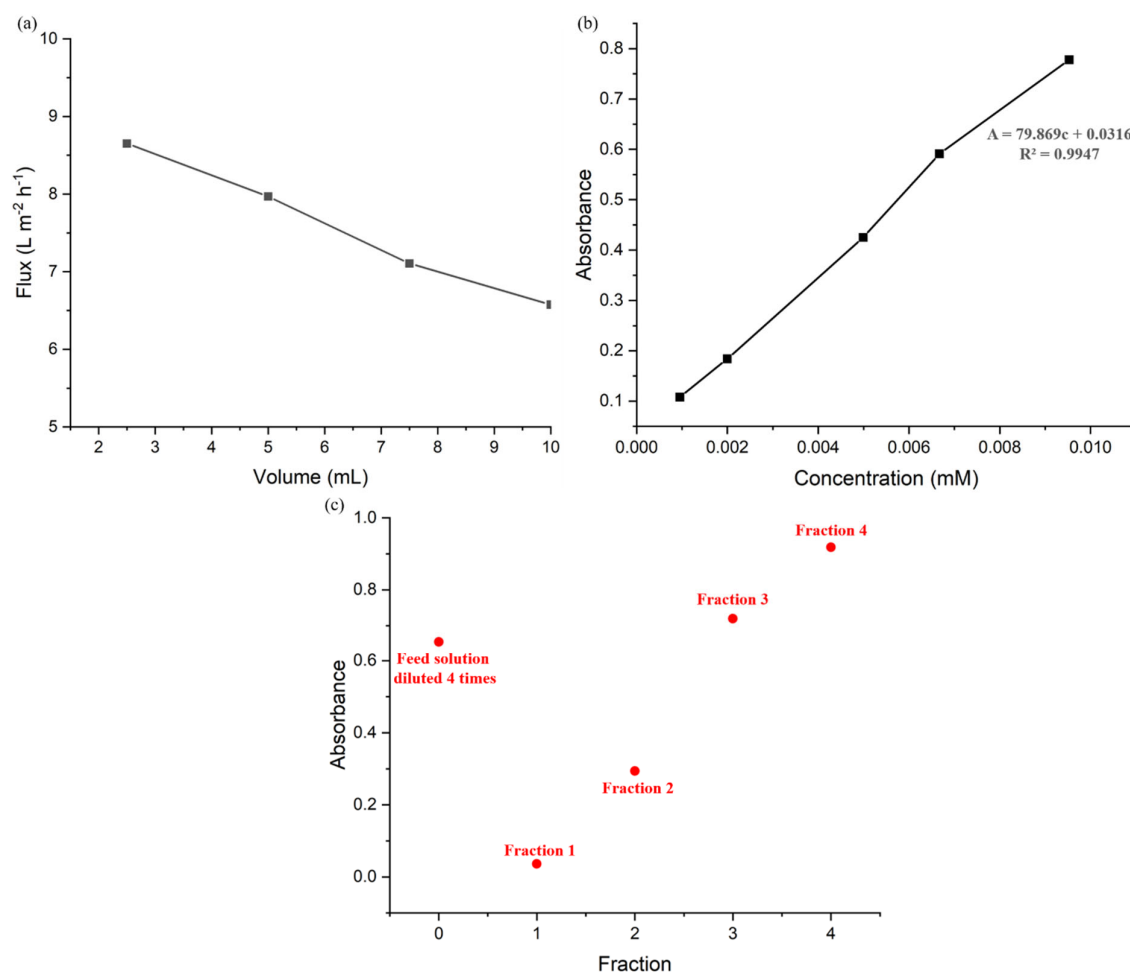 (a)
10
9
8
7
6
5
Flux (L m⁻² h⁻¹)
2 3 4 5 6 7 8 9 10
Volume (mL)
(b)
0.8
0.7
0.6
0.5
0.4
0.3
0.2
0.1
Absorbance
A = 79.869c + 0.0316
R² = 0.9947
0.000 0.002 0.004 0.006 0.008 0.010
Concentration (mM)
(c)
1.0
0.8
0.6
0.4
0.2
0.0
Absorbance
Fraction 4
Fraction 3
Feed solution
diluted 4 times
Fraction 2
Fraction 1
0 1 2 3 4
Fraction